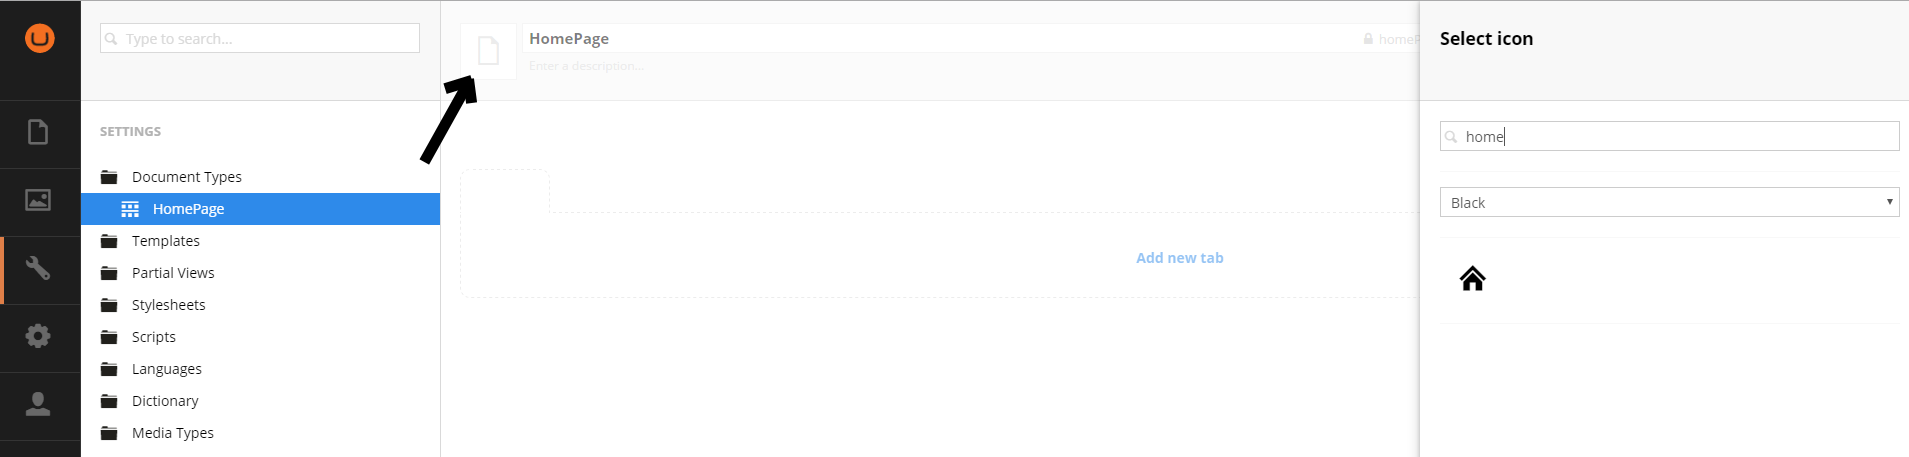 Type to search...
SETTINGS
Document Types
HomePage
Templates
Partial Views
Stylesheets
Scripts
Languages
Dictionary
Media Types
HomePage
homeP
Enter a description...
Add new tab
Select icon
home
Black